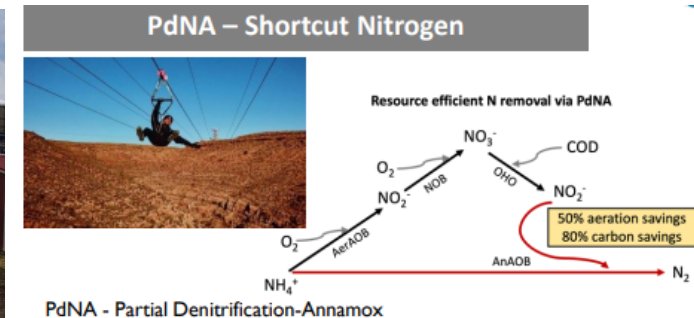 PdNA – Shortcut Nitrogen
Resource efficient N removal via PdNA
NO₃⁻
COD
O₂
NOB
OHO
NO₂⁻
NO₂⁻
50% aeration savings
80% carbon savings
O₂
AerAOB
AnAOB
NH₄⁺
N₂
PdNA - Partial Denitrification-Annamox